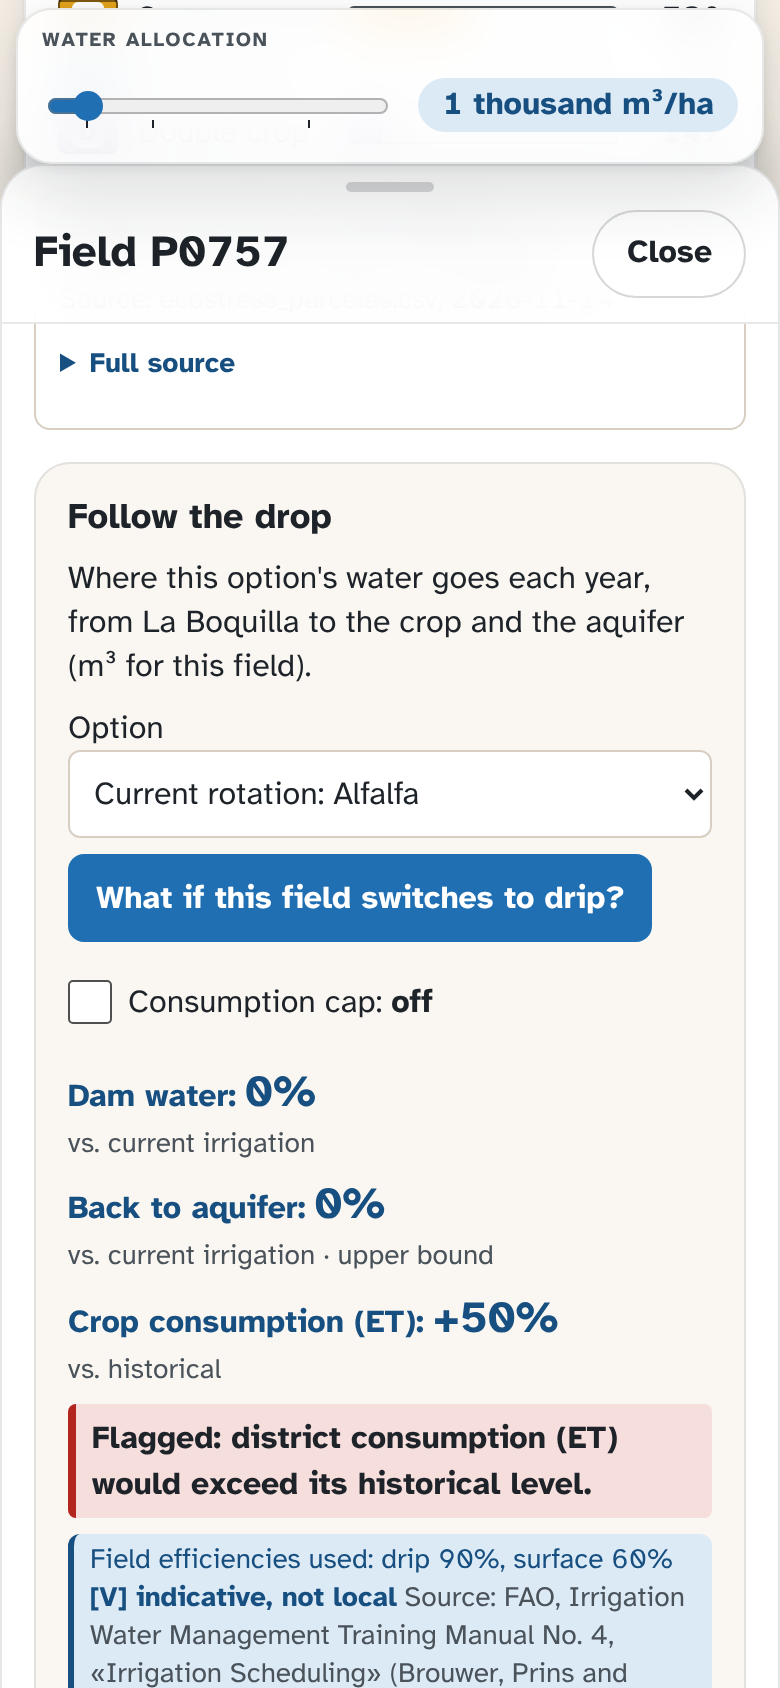 WATER ALLOCATION
1 thousand m³/ha
Field P0757
Close
Full source
Follow the drop
Where this option's water goes each year,
from La Boquilla to the crop and the aquifer
(m³ for this field).
Option
Current rotation: Alfalfa
What if this field switches to drip?
Consumption cap: off
Dam water: 0%
vs. current irrigation
Back to aquifer: 0%
vs. current irrigation · upper bound
Crop consumption (ET): +50%
vs. historical
Flagged: district consumption (ET)
would exceed its historical level.
Field efficiencies used: drip 90%, surface 60%
[V] indicative, not local Source: FAO, Irrigation
Water Management Training Manual No. 4,
«Irrigation Scheduling» (Brouwer, Prins and